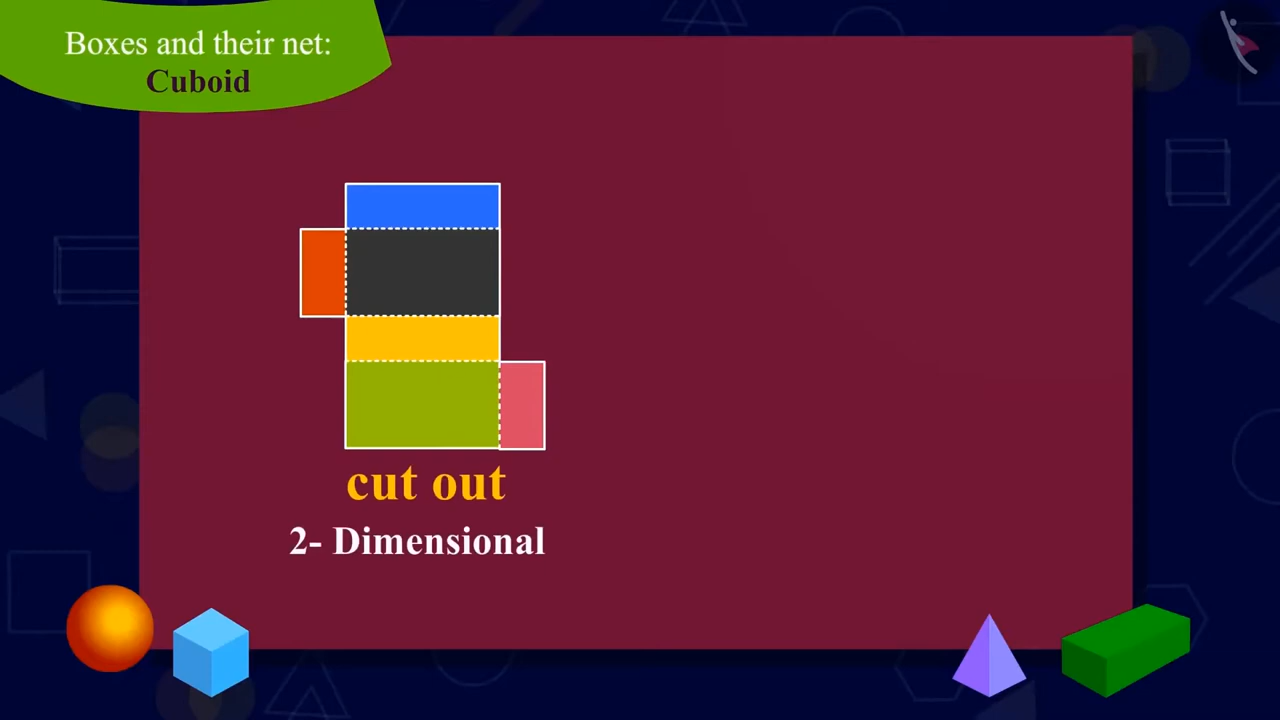 Boxes and their net:
Cuboid
cut out
2- Dimensional